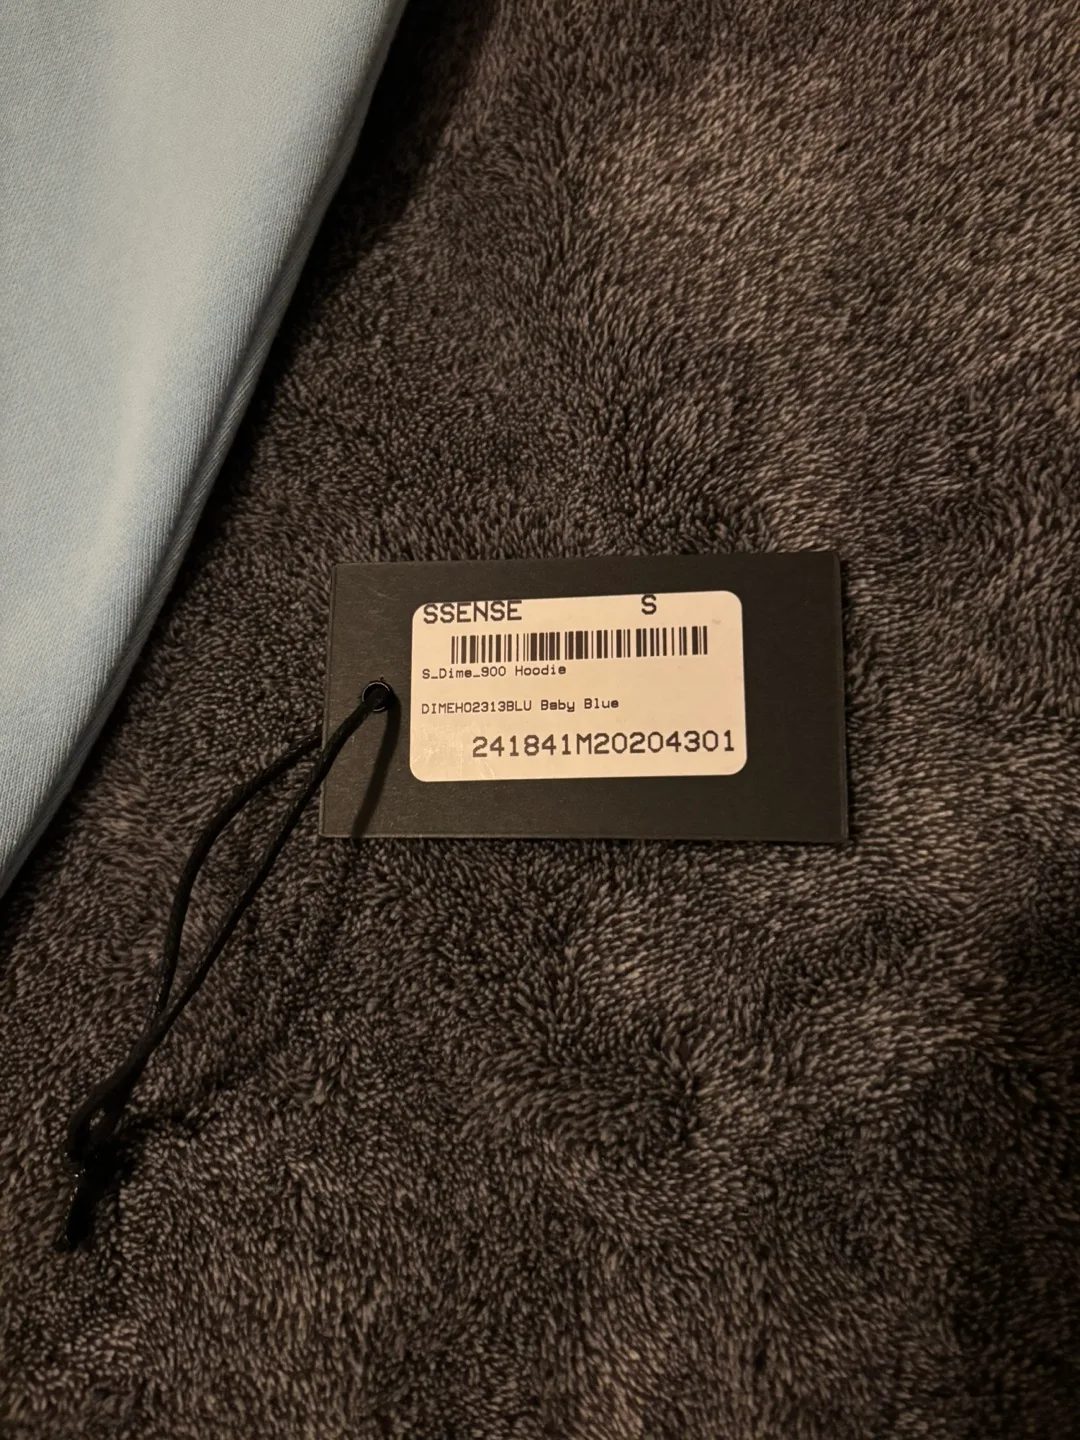 SSENSE S
S_Dime_900 Hoodie
DIMEHO2313BLU Baby Blue
241841M20204301